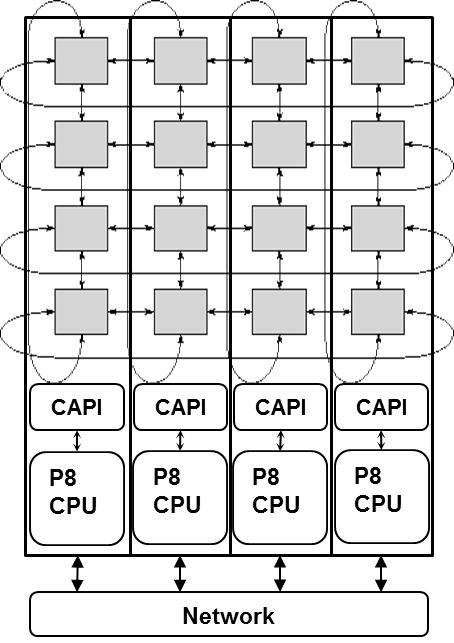 CAPI CAPI CAPI CAPI
P8 P8 P8 P8
CPU CPU CPU CPU
Network